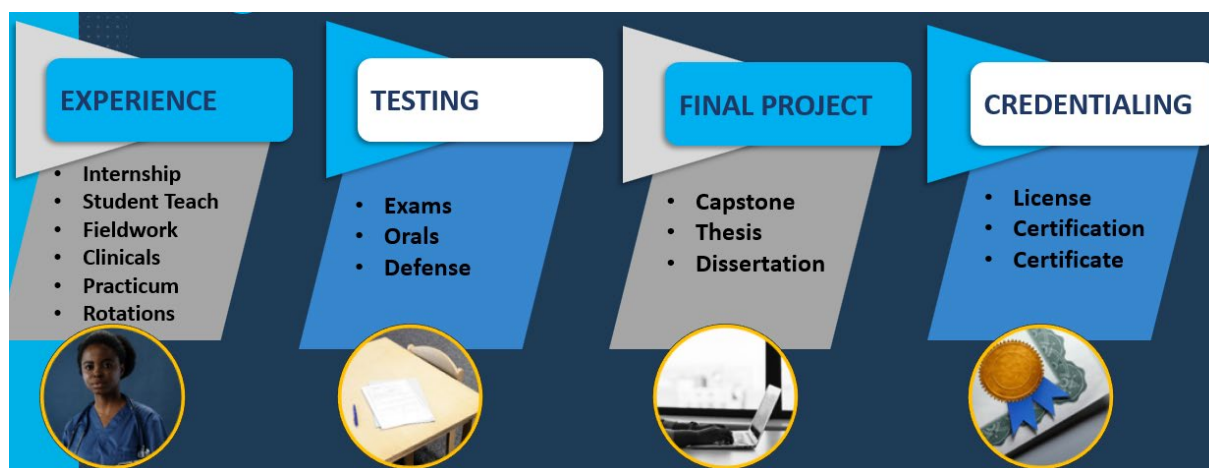 EXPERIENCE
• Internship
• Student Teach
• Fieldwork
• Clinicals
• Practicum
• Rotations
TESTING
• Exams
• Orals
• Defense
FINAL PROJECT
• Capstone
• Thesis
• Dissertation
CREDENTIALING
• License
• Certification
• Certificate